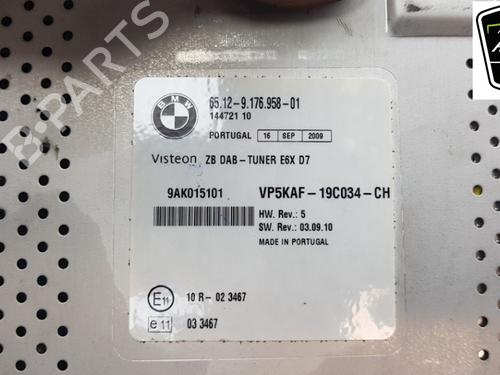 B-PARTS
BMW
65.12-9.176.958-01
14472110
PORTUGAL 16 SEP 2009
Visteon ZB DAB-TUNER E6X D7
9AK015101 VP5KAF-19C034-CH
HW. Rev.: 5
SW. Rev.: 03.09.10
MADE IN PORTUGAL
E11 10 R-02 3467
e11 03 3467